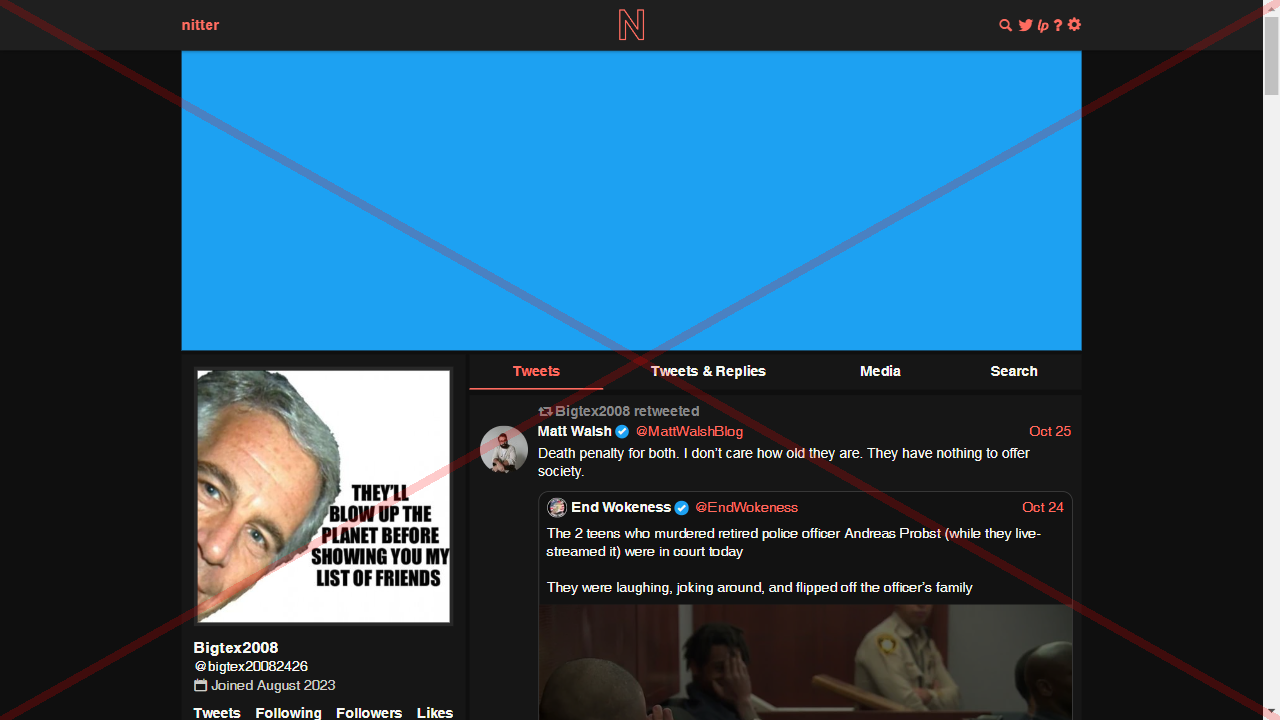 nitter
N
lp ?
Tweets
Tweets & Replies
Media
Search
THEY'LL
BLOW UP THE
PLANET BEFORE
SHOWING YOU MY
LIST OF FRIENDS
Bigtex2008
@bigtex20082426
Joined August 2023
Tweets Following Followers Likes
Bigtex2008 retweeted
Matt Walsh @MattWalshBlog Oct 25
Death penalty for both. I don't care how old they are. They have nothing to offer
society.
End Wokeness @EndWokeness Oct 24
The 2 teens who murdered retired police officer Andreas Probst (while they live-
streamed it) were in court today
They were laughing, joking around, and flipped off the officer's family